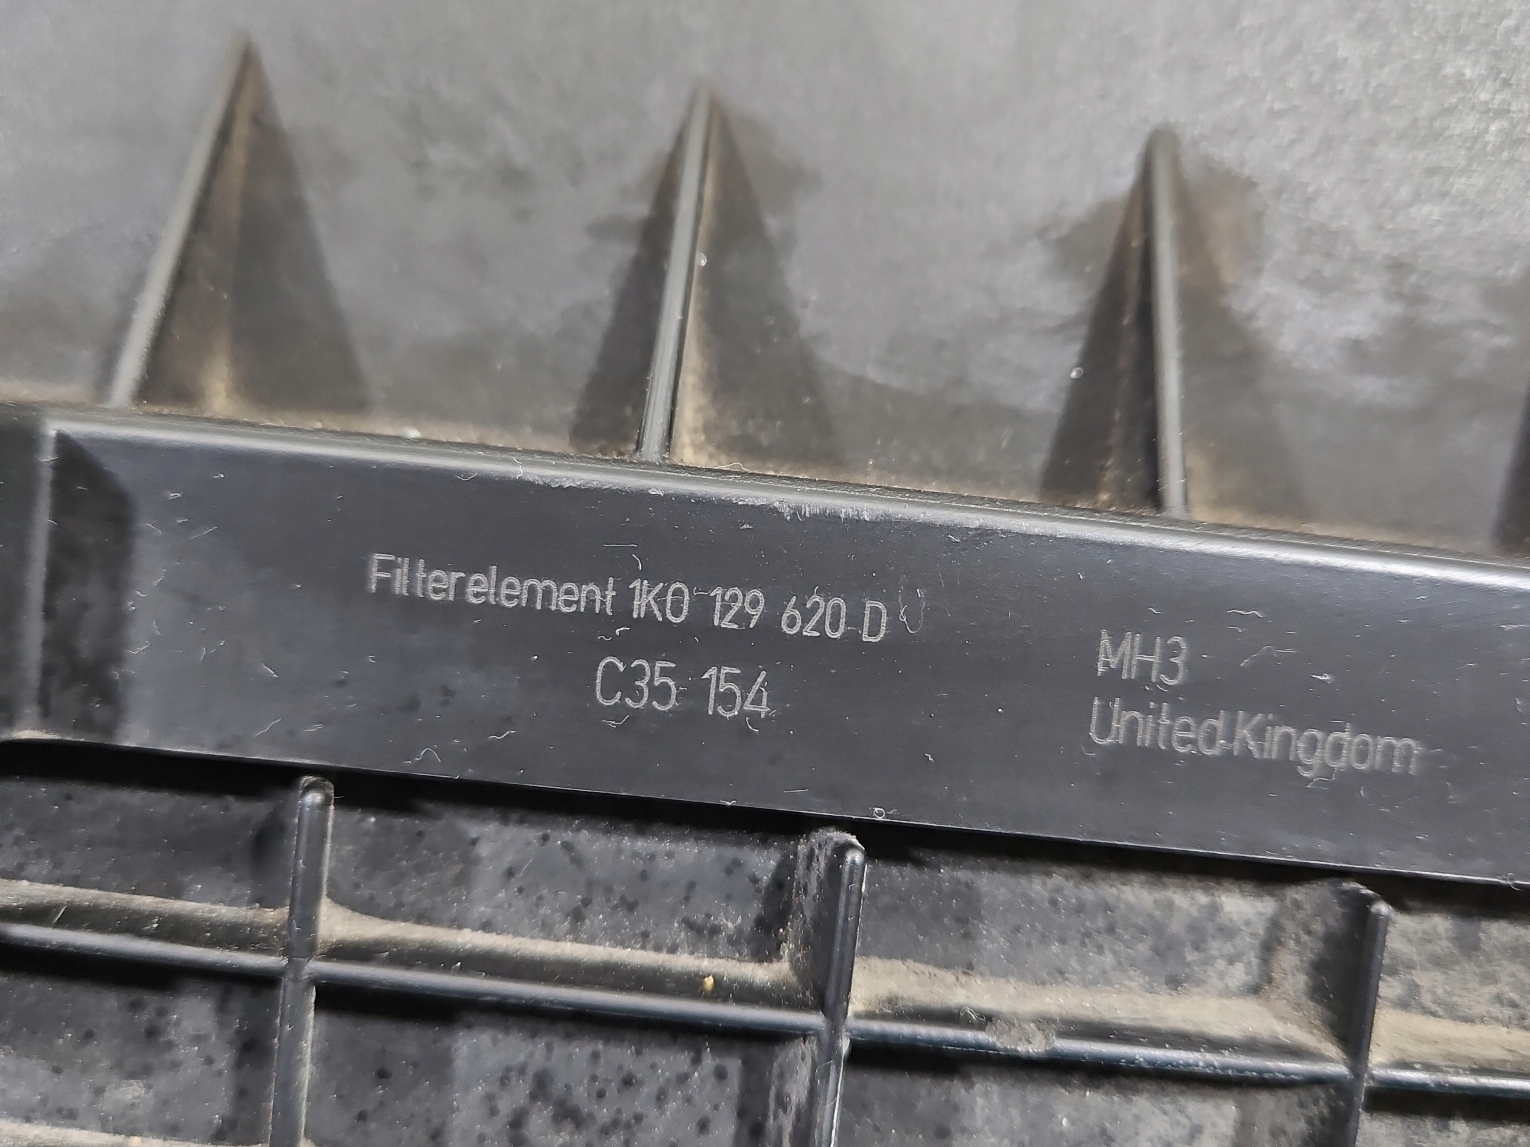 Filterelement 1K0 129 620 D
C35 154
MH3
United Kingdom